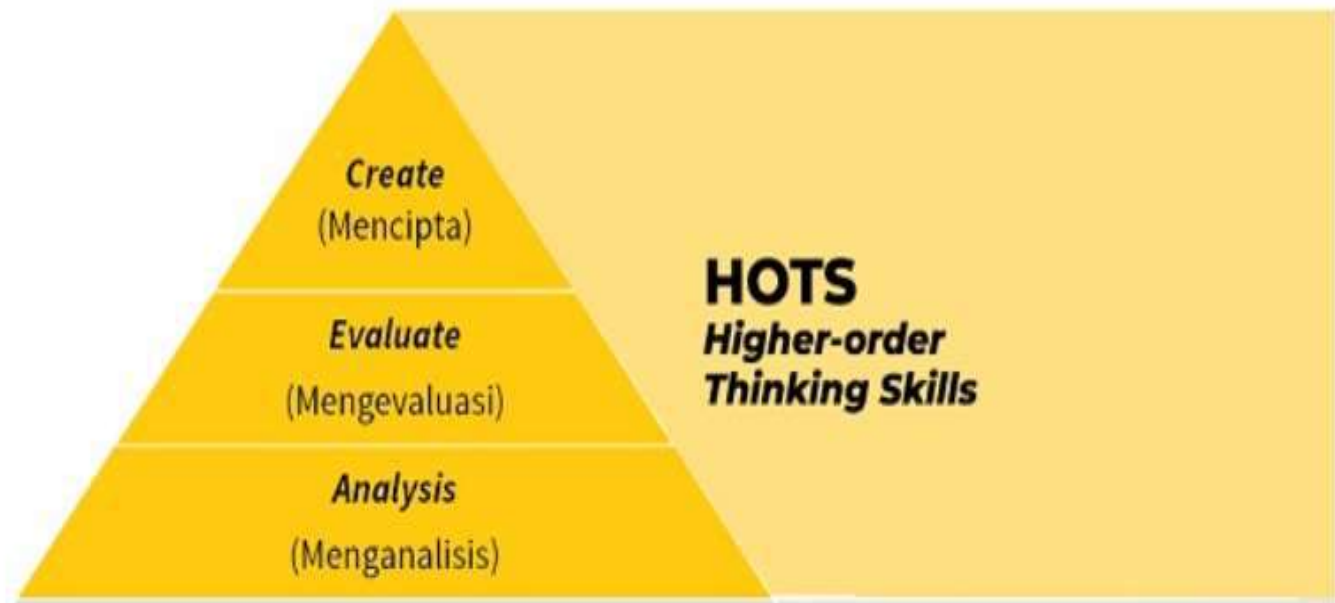 Create
(Mencipta)
Evaluate
(Mengevaluasi)
Analysis
(Menganalisis)
HOTS
Higher-order
Thinking Skills